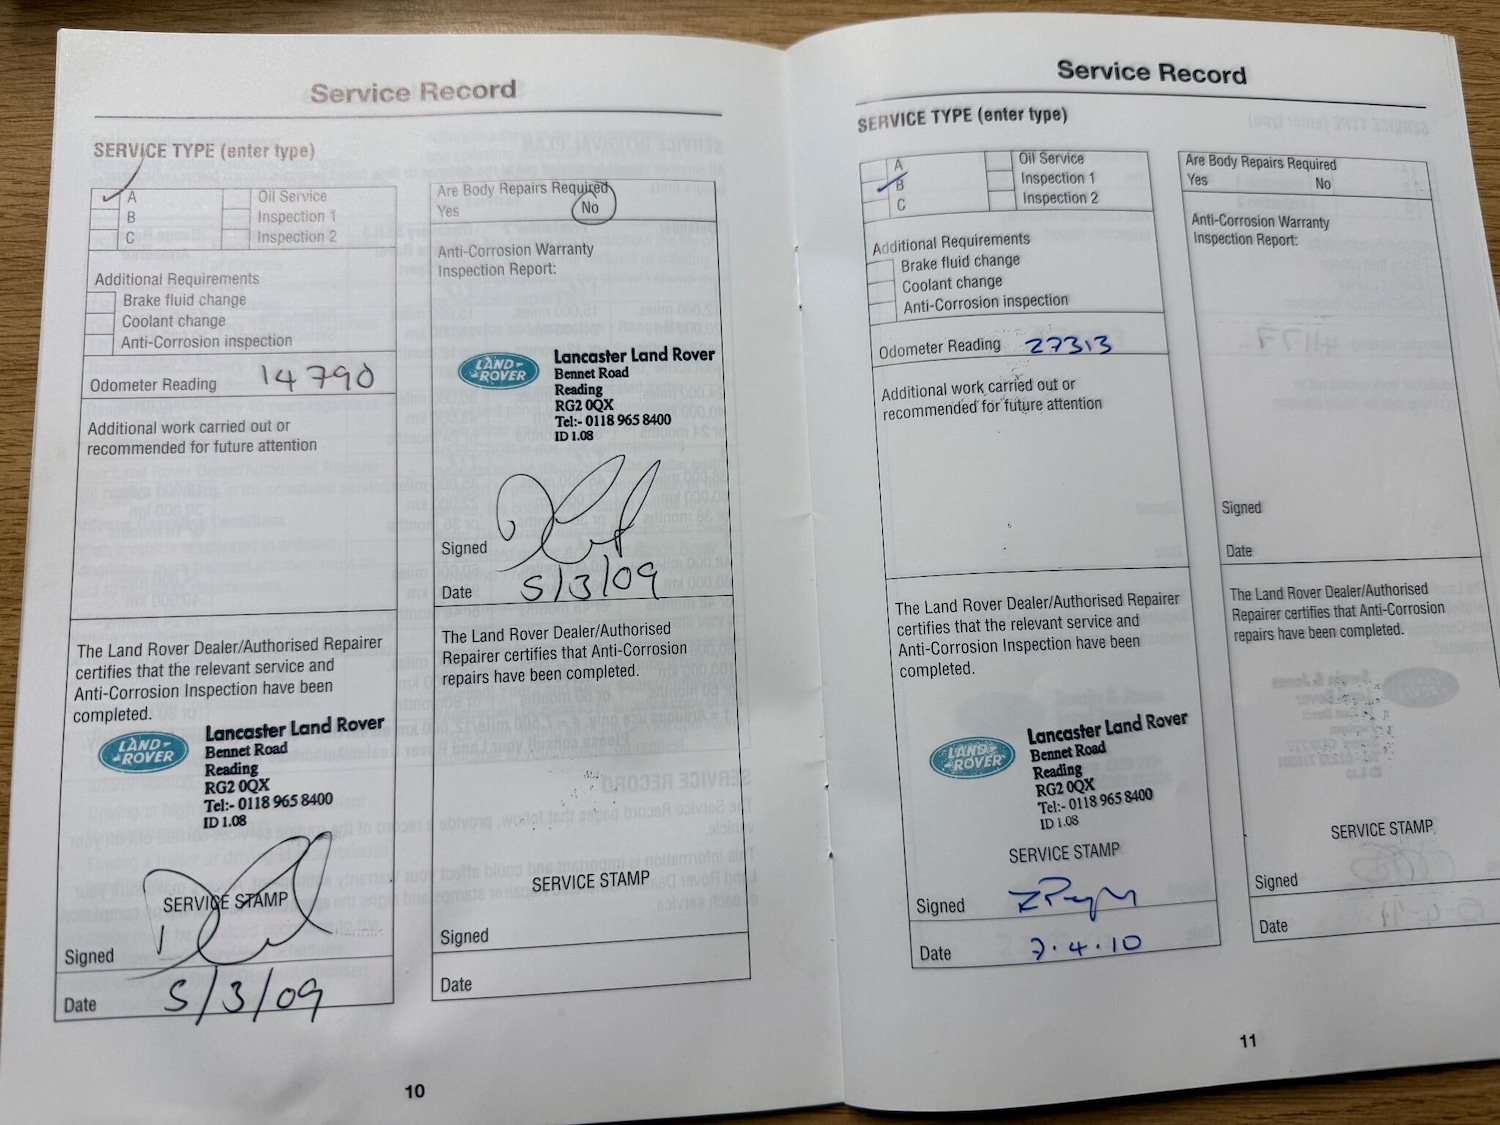 Service Record
SERVICE TYPE (enter type)
A
B
C
Oil Service
Inspection 1
Inspection 2
Additional Requirements
Brake fluid change
Coolant change
Anti-Corrosion inspection
Odometer Reading 14790
Additional work carried out or
recommended for future attention
The Land Rover Dealer/Authorised Repairer
certifies that the relevant service and
Anti-Corrosion Inspection have been
completed.
LAND-
ROVER
Lancaster Land Rover
Bennet Road
Reading
RG2 0QX
Tel:- 0118 965 8400
ID 1.08
SERVICE STAMP
Signed
Date 5/3/09
Are Body Repairs Required
Yes No
Anti-Corrosion Warranty
Inspection Report:
LAND-
ROVER
Lancaster Land Rover
Bennet Road
Reading
RG2 0QX
Tel:- 0118 965 8400
ID 1.08
Signed
Date 5/3/09
The Land Rover Dealer/Authorised
Repairer certifies that Anti-Corrosion
repairs have been completed.
SERVICE STAMP
Signed
Date
10
Service Record
SERVICE TYPE (enter type)
A
B
C
Oil Service
Inspection 1
Inspection 2
Additional Requirements
Brake fluid change
Coolant change
Anti-Corrosion inspection
Odometer Reading 27313
Additional work carried out or
recommended for future attention
The Land Rover Dealer/Authorised Repairer
certifies that the relevant service and
Anti-Corrosion Inspection have been
completed.
LAND-
ROVER
Lancaster Land Rover
Bennet Road
Reading
RG2 0QX
Tel:- 0118 965 8400
ID 1.08
SERVICE STAMP
Signed
Date 7.4.10
Are Body Repairs Required
Yes No
Anti-Corrosion Warranty
Inspection Report:
Signed
Date
The Land Rover Dealer/Authorised
Repairer certifies that Anti-Corrosion
repairs have been completed.
SERVICE STAMP
Signed
Date
11